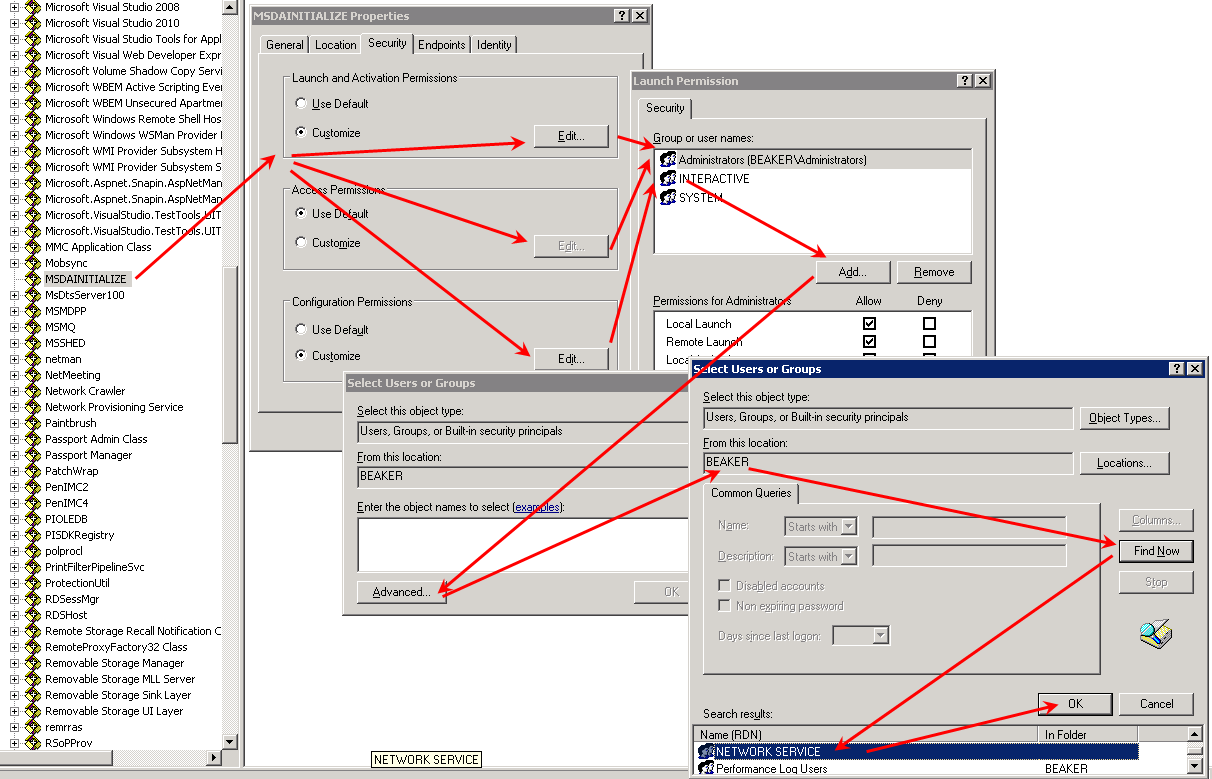 Microsoft Visual Studio 2008
Microsoft Visual Studio 2010
Microsoft Visual Studio Tools for Appl
Microsoft Visual Web Developer Expr
Microsoft Volume Shadow Copy Servi
Microsoft WBEM Active Scripting Eve
Microsoft WBEM Unsecured Apartme
Microsoft Windows Remote Shell Hos
Microsoft Windows WSMan Provider
Microsoft WMI Provider Subsystem H
Microsoft WMI Provider Subsystem S
Microsoft.Aspnet.Snapin.AspNetMan
Microsoft.Aspnet.Snapin.AspNetMan
Microsoft.VisualStudio.TestTools.UIT
Microsoft.VisualStudio.TestTools.UIT
MMC Application Class
Mobsync
MSDAINITIALIZE
MsDtsServer100
MSMDPP
MSMQ
MSSHED
netman
NetMeeting
Network Crawler
Network Provisioning Service
Paintbrush
Passport Admin Class
Passport Manager
PatchWrap
PenIMC2
PenIMC4
PIOLEDB
PISDKRegistry
polprocl
PrintFilterPipelineSvc
ProtectionUtil
RDSessMgr
RDSHost
Remote Storage Recall Notification C
RemoteProxyFactory32 Class
Removable Storage Manager
Removable Storage MLL Server
Removable Storage Sink Layer
Removable Storage UI Layer
remrras
RSoPProv
MSDAINITIALIZE Properties
General Location Security Endpoints Identity
Launch and Activation Permissions
Use Default
Customize
Edit...
Access Permissions
Use Default
Customize
Edit...
Configuration Permissions
Use Default
Customize
Edit...
Launch Permission
Security
Group or user names:
Administrators (BEAKER\Administrators)
INTERACTIVE
SYSTEM
Add... Remove
Permissions for Administrators Allow Deny
Local Launch
Remote Launch
Select Users or Groups
Select this object type:
Users, Groups, or Built-in security principals
From this location:
BEAKER
Enter the object names to select (examples):
Advanced... OK
Select Users or Groups
Select this object type:
Users, Groups, or Built-in security principals
Object Types...
From this location:
BEAKER
Locations...
Common Queries
Name: Starts with
Description: Starts with
Disabled accounts
Non expiring password
Days since last logon:
Columns...
Find Now
Stop
OK Cancel
Search results:
Name (RDN) In Folder
NETWORK SERVICE
Performance Log Users BEAKER
NETWORK SERVICE